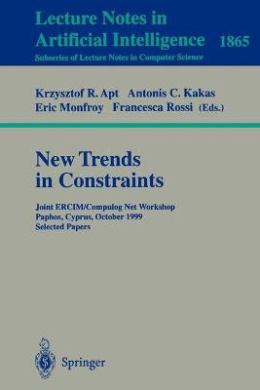 Lecture Notes in
Artificial Intelligence 1865
Subseries of Lecture Notes in Computer Science
Krzysztof R. Apt Antonis C. Kakas
Eric Monfroy Francesca Rossi (Eds.)
New Trends
in Constraints
Joint ERCIM/Compulog Net Workshop
Paphos, Cyprus, October 1999
Selected Papers
Springer